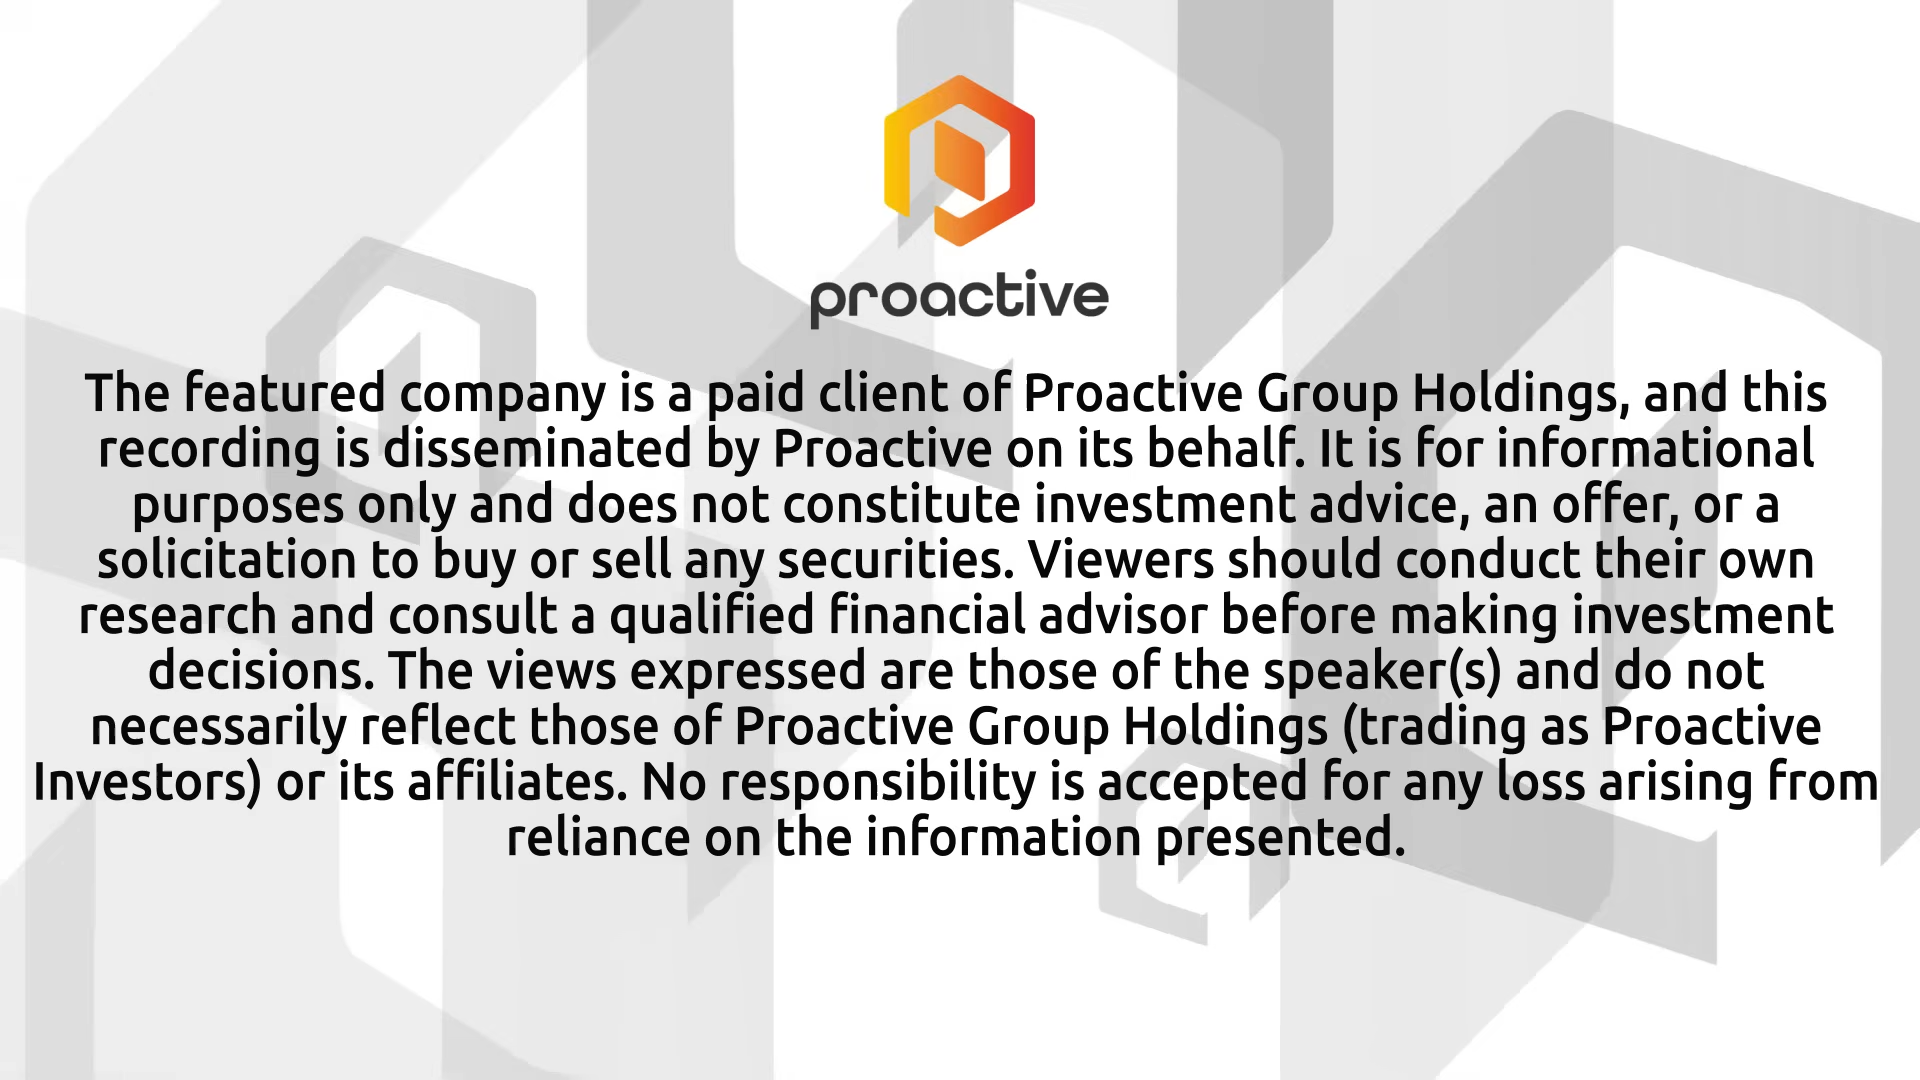 proactive
The featured company is a paid client of Proactive Group Holdings, and this
recording is disseminated by Proactive on its behalf. It is for informational
purposes only and does not constitute investment advice, an offer, or a
solicitation to buy or sell any securities. Viewers should conduct their own
research and consult a qualified financial advisor before making investment
decisions. The views expressed are those of the speaker(s) and do not
necessarily reflect those of Proactive Group Holdings (trading as Proactive
Investors) or its affiliates. No responsibility is accepted for any loss arising from
reliance on the information presented.